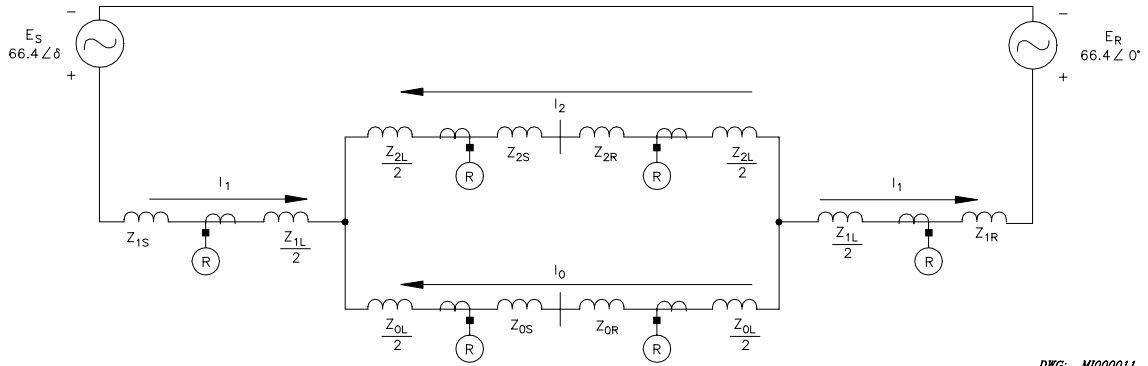 −
E_S
66.4∠δ
+
−
E_R
66.4∠ 0°
+
I_2
Z_2L
2
R
Z_2S
Z_2R
R
Z_2L
2
I_1
Z_1S
R
Z_1L
2
I_1
Z_1L
2
R
Z_1R
I_0
Z_0L
2
R
Z_0S
Z_0R
R
Z_0L
2
DWG: M1000011